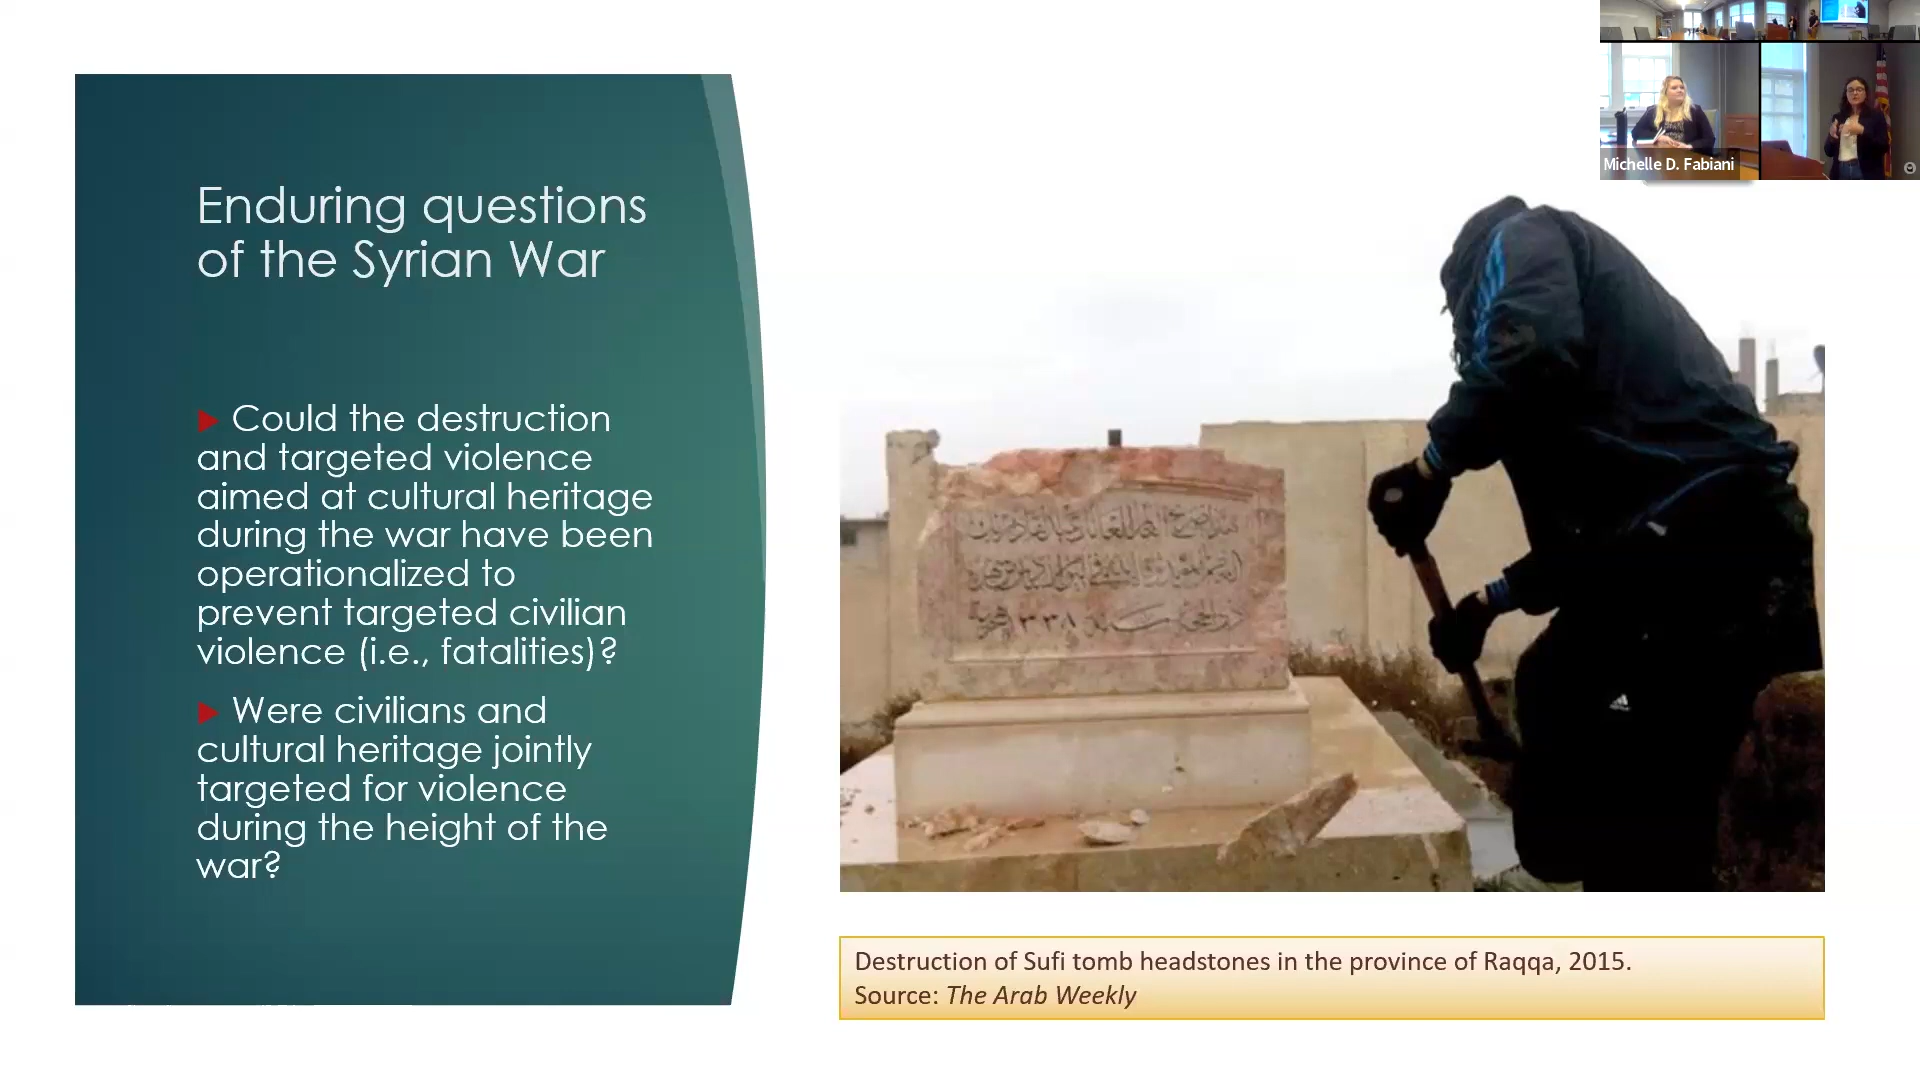 Enduring questions
of the Syrian War
Could the destruction
and targeted violence
aimed at cultural heritage
during the war have been
operationalized to
prevent targeted civilian
violence (i.e., fatalities)?
Were civilians and
cultural heritage jointly
targeted for violence
during the height of the
war?
Michelle D. Fabiani
١٣٣٨
Destruction of Sufi tomb headstones in the province of Raqqa, 2015.
Source: The Arab Weekly